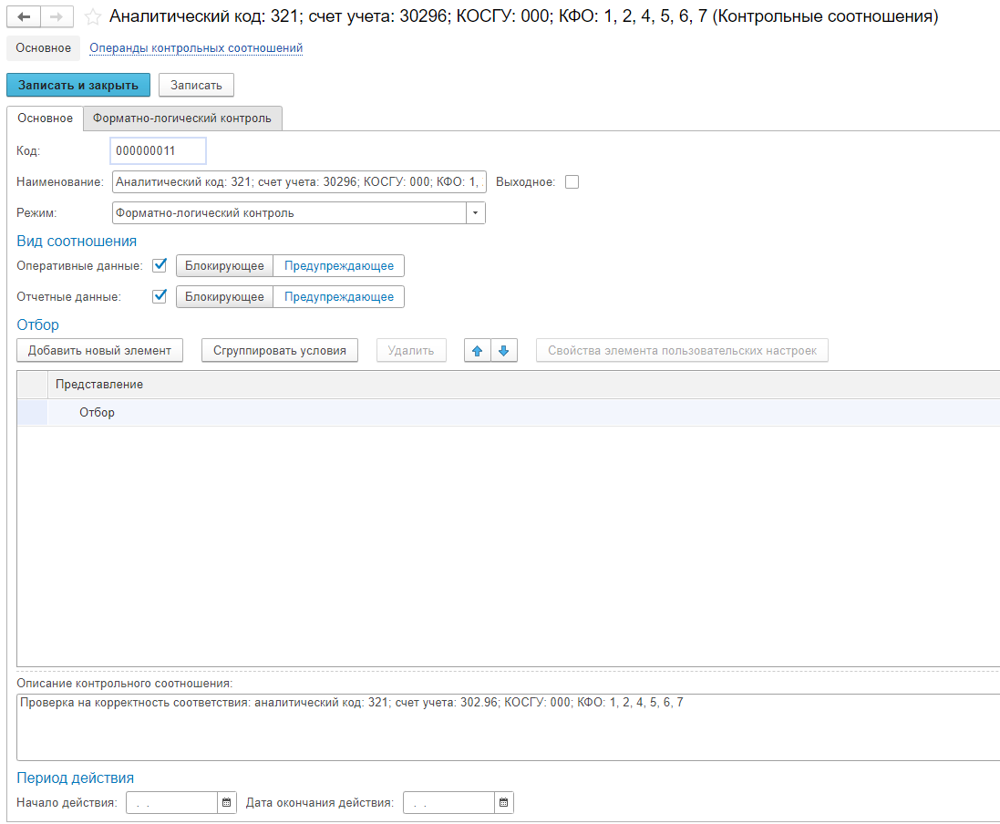 Аналитический код: 321; счет учета: 30296; КОСГУ: 000; КФО: 1, 2, 4, 5, 6, 7 (Контрольные соотношения)
Основное Операнды контрольных соотношений
Записать и закрыть Записать
Основное Форматно-логический контроль
Код: 000000011
Наименование: Аналитический код: 321; счет учета: 30296; КОСГУ: 000; КФО: 1, Выходное:
Режим: Форматно-логический контроль
Вид соотношения
Оперативные данные: Блокирующее Предупреждающее
Отчетные данные: Блокирующее Предупреждающее
Отбор
Добавить новый элемент Сгруппировать условия Удалить Свойства элемента пользовательских настроек
Представление
Отбор
Описание контрольного соотношения:
Проверка на корректность соответствия: аналитический код: 321; счет учета: 302.96; КОСГУ: 000; КФО: 1, 2, 4, 5, 6, 7
Период действия
Начало действия: . . Дата окончания действия: . .